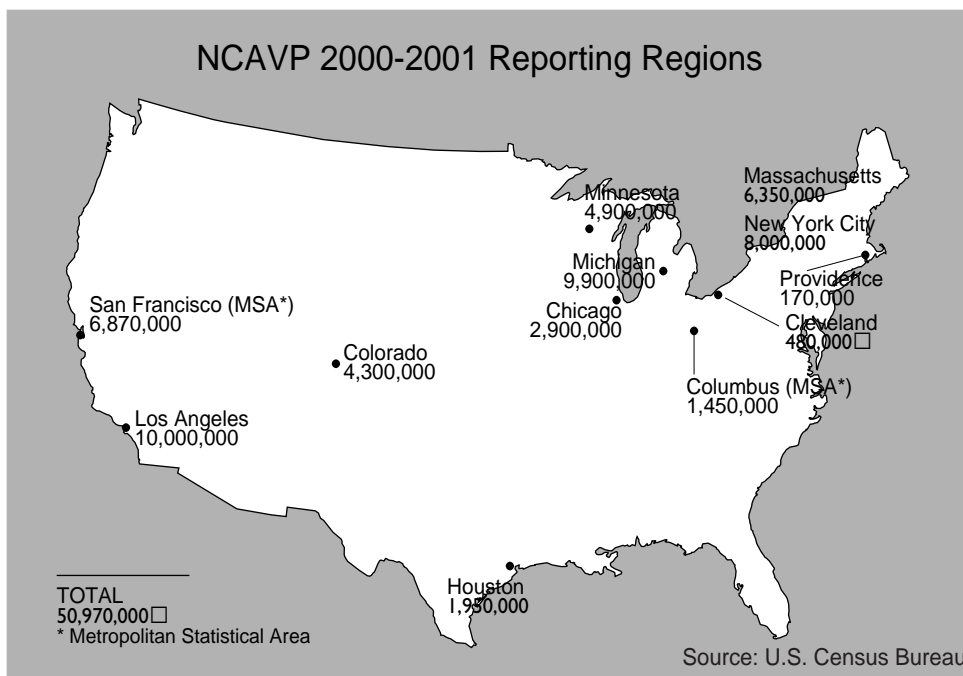 NCAVP 2000-2001 Reporting Regions
Massachusetts
6,350,000
Minnesota
4,900,000
New York City
8,000,000
Michigan
9,900,000
Providence
170,000
San Francisco (MSA*)
6,870,000
Chicago
2,900,000
Cleveland
480,000□
Colorado
4,300,000
Columbus (MSA*)
1,450,000
Los Angeles
10,000,000
Houston
1,950,000
TOTAL
50,970,000□
* Metropolitan Statistical Area
Source: U.S. Census Bureau